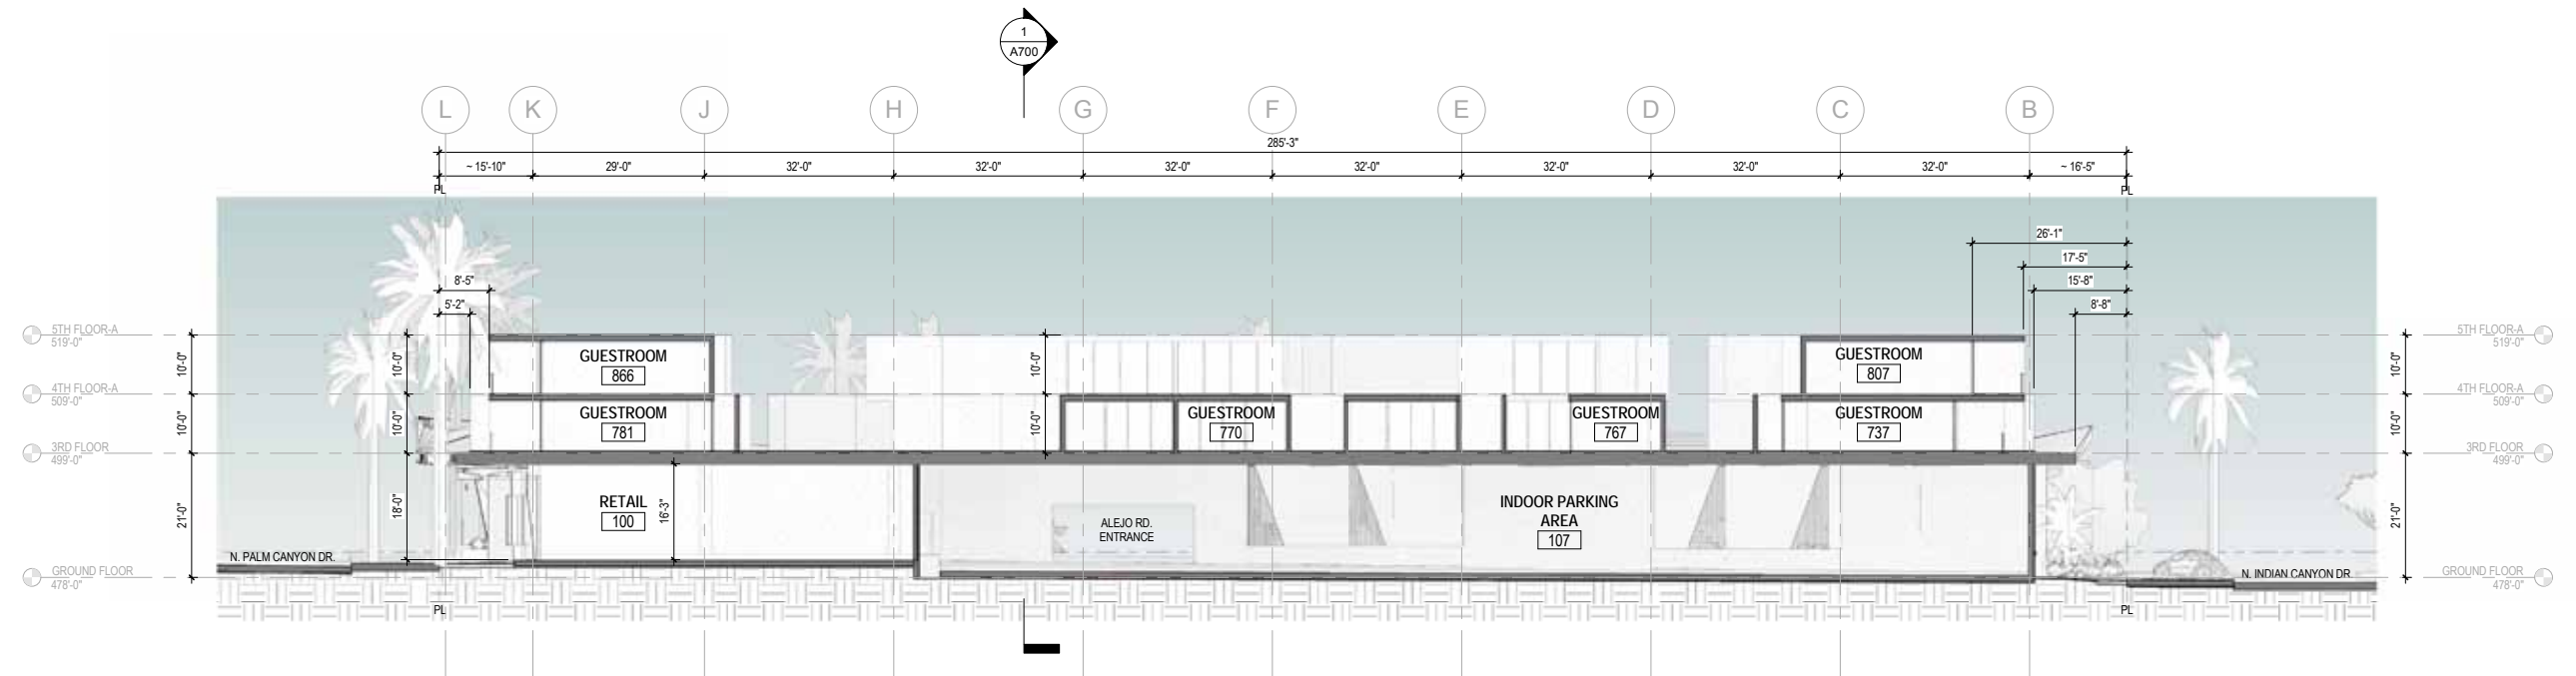 1
A700
L
K
J
H
G
F
E
D
C
B
285'-3"
~ 15'-10"
29'-0"
32'-0"
32'-0"
32'-0"
32'-0"
32'-0"
32'-0"
32'-0"
~ 16'-5"
PL
PL
26'-1"
17'-5"
15'-8"
8'-8"
8'-5"
5'-2"
5TH FLOOR-A
519'-0"
4TH FLOOR-A
509'-0"
3RD FLOOR
499'-0"
GROUND FLOOR
478'-0"
10'-0"
10'-0"
21'-0"
10'-0"
10'-0"
18'-0"
16'-3"
10'-0"
10'-0"
GUESTROOM
866
GUESTROOM
781
GUESTROOM
770
GUESTROOM
767
GUESTROOM
807
GUESTROOM
737
RETAIL
100
ALEJO RD.
ENTRANCE
INDOOR PARKING
AREA
107
N. PALM CANYON DR.
N. INDIAN CANYON DR.
PL
PL
10'-0"
10'-0"
21'-0"
5TH FLOOR-A
519'-0"
4TH FLOOR-A
509'-0"
3RD FLOOR
499'-0"
GROUND FLOOR
478'-0"